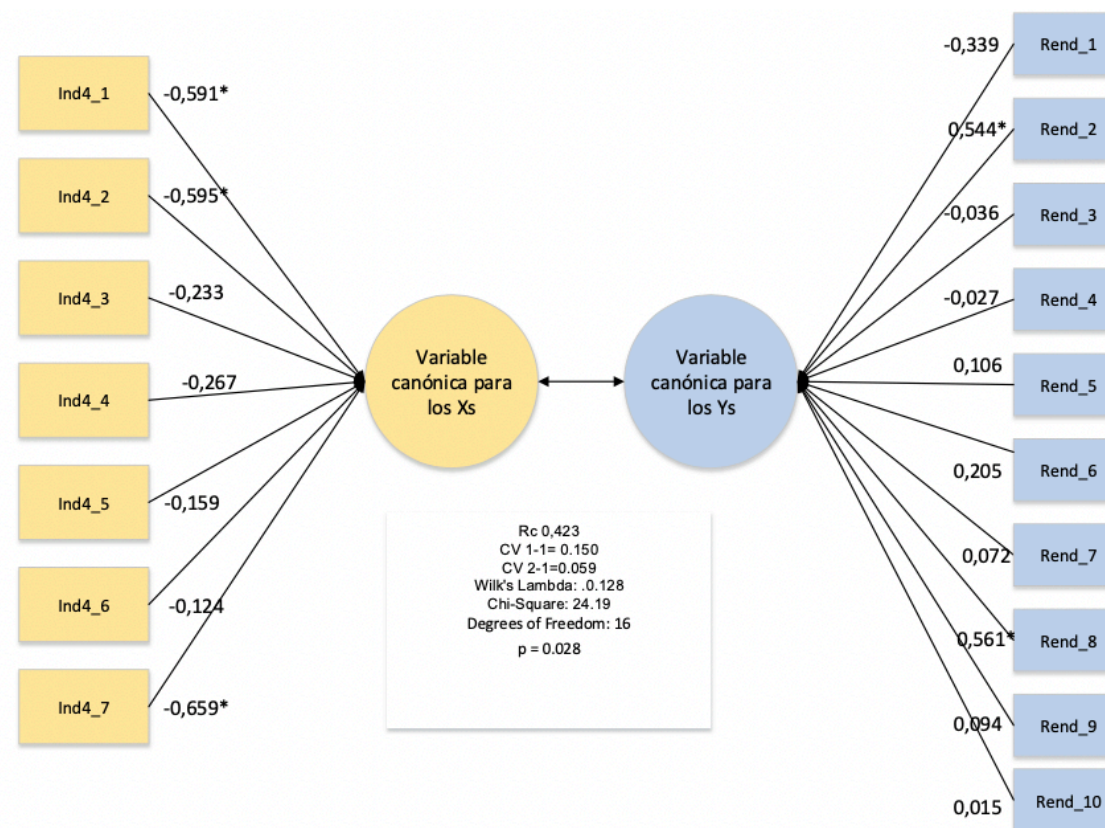 Ind4_1
-0,591*
Ind4_2
-0,595*
Ind4_3
-0,233
Ind4_4
-0,267
Ind4_5
-0,159
Ind4_6
-0,124
Ind4_7
-0,659*
Variable
canónica para
los Xs
Variable
canónica para
los Ys
Rc 0,423
CV 1-1= 0.150
CV 2-1=0.059
Wilk's Lambda: .0.128
Chi-Square: 24.19
Degrees of Freedom: 16
p = 0.028
-0,339
Rend_1
0,544*
Rend_2
-0,036
Rend_3
-0,027
Rend_4
0,106
Rend_5
0,205
Rend_6
0,072
Rend_7
0,561*
Rend_8
0,094
Rend_9
0,015
Rend_10